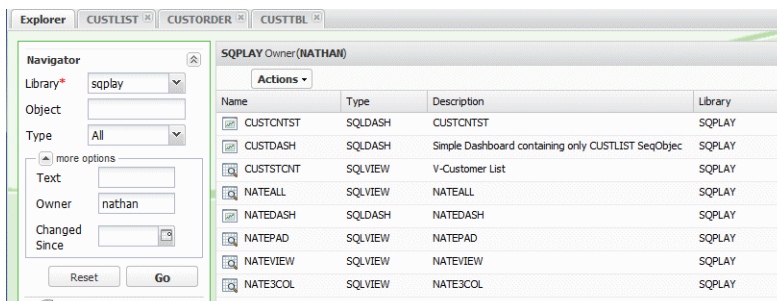 Explorer CUSTLIST CUSTORDER CUSTTBL
Navigator
Library* sqplay
Object
Type All
more options
Text
Owner nathan
Changed Since
Reset Go
SQPLAY Owner(NATHAN)
Actions
Name Type Description Library
CUSTCNTST SQLDASH CUSTCNTST SQPLAY
CUSTDASH SQLDASH Simple Dashboard containing only CUSTLIST SeqObjec SQPLAY
CUSTSTCNT SQLVIEW V-Customer List SQPLAY
NATEALL SQLVIEW NATEALL SQPLAY
NATEDASH SQLDASH NATEDASH SQPLAY
NATEPAD SQLVIEW NATEPAD SQPLAY
NATEVIEW SQLVIEW NATEVIEW SQPLAY
NATE3COL SQLVIEW NATE3COL SQPLAY